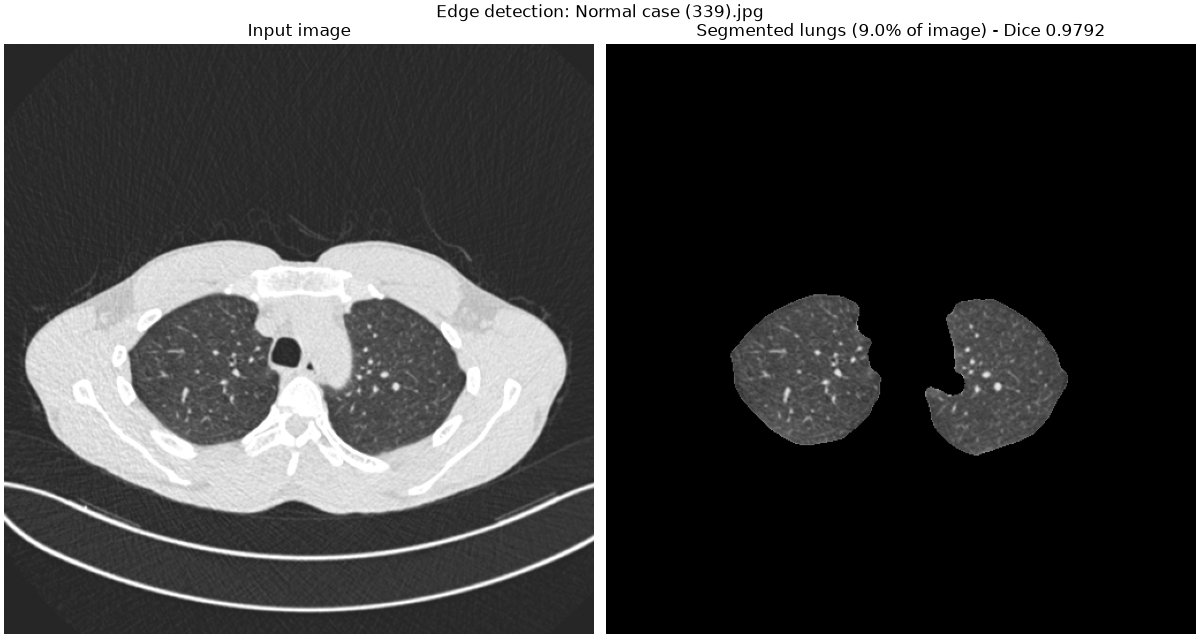 Edge detection: Normal case (339).jpg
Input image
Segmented lungs (9.0% of image) - Dice 0.9792